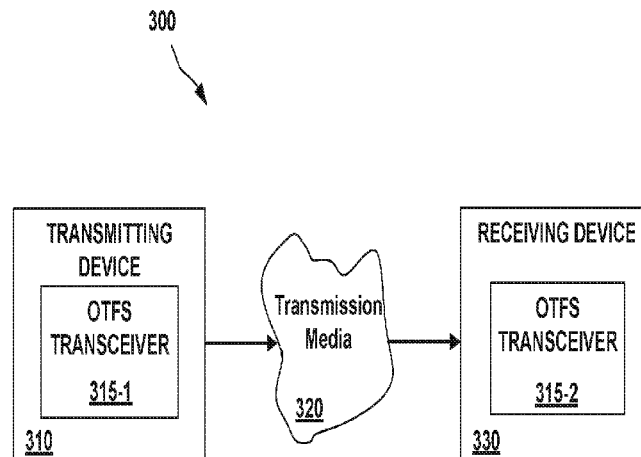 300
TRANSMITTING
DEVICE
OTFS
TRANSCEIVER
315-1
310
Transmission
Media
320
RECEIVING DEVICE
OTFS
TRANSCEIVER
315-2
330